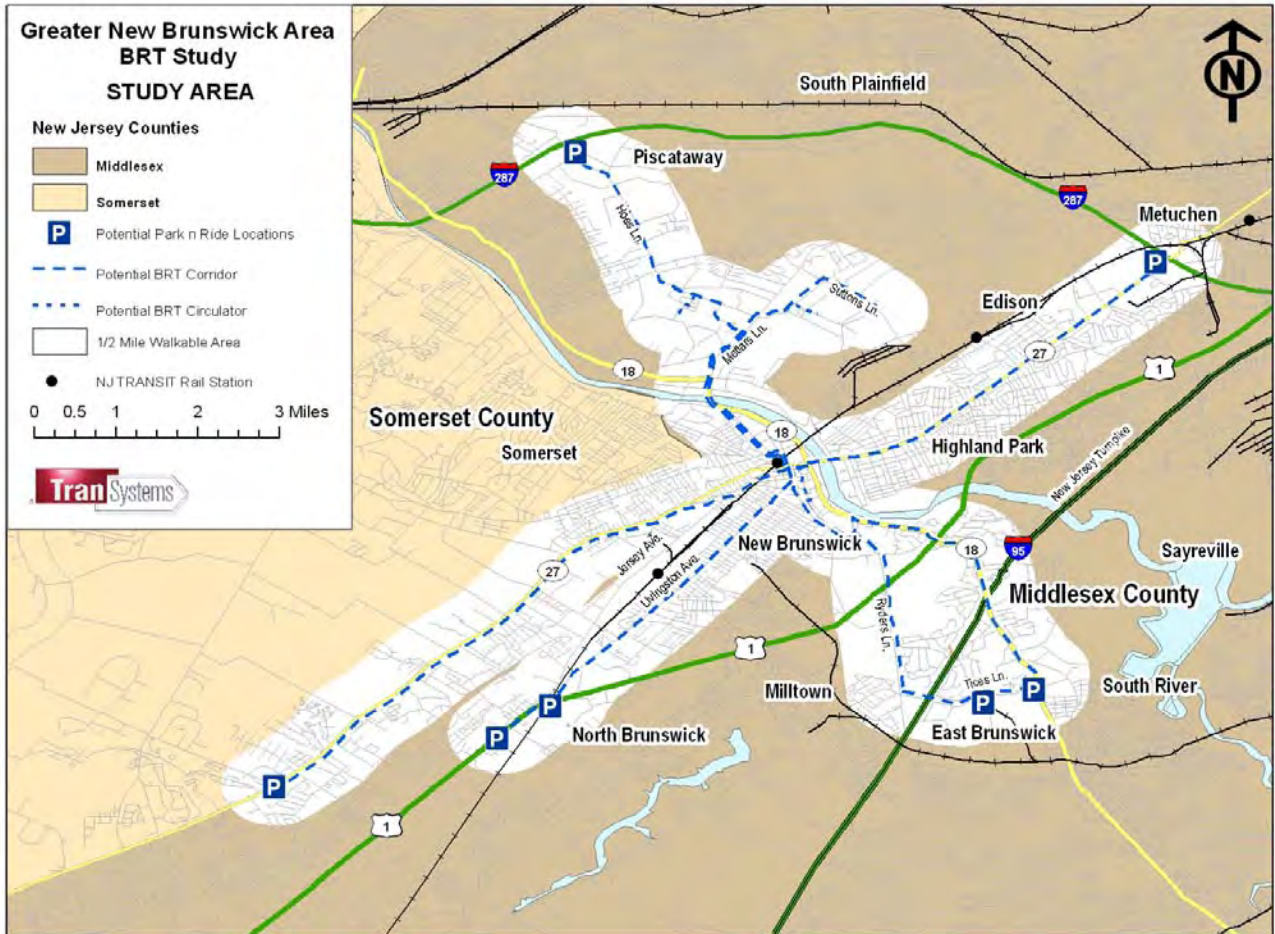 Greater New Brunswick Area
BRT Study
STUDY AREA
New Jersey Counties
Middlesex
Somerset
P
Potential Park n Ride Locations
Potential BRT Corridor
Potential BRT Circulator
1/2 Mile Walkable Area
NJ TRANSIT Rail Station
0 0.5 1 2 3 Miles
TranSystems
N
South Plainfield
P
Piscataway
287
287
Metuchen
Hoes Ln.
P
Suttons Ln.
Edison
Mettars Ln.
27
18
1
Somerset County
18
Highland Park
Somerset
New Jersey Turnpike
New Brunswick
18
95
Sayreville
27
Jersey Ave.
Livingston Ave.
Middlesex County
Ryders Ln.
1
Milltown
Tices Ln.
P
P
South River
P
North Brunswick
East Brunswick
P
P
1